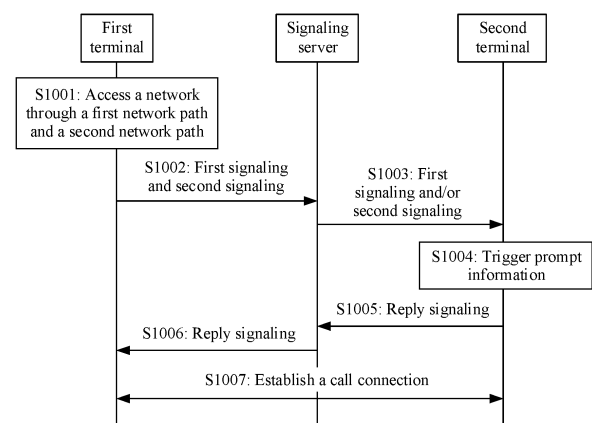 First
terminal
Signaling
server
Second
terminal
S1001: Access a network
through a first network path
and a second network path
S1002: First signaling
and second signaling
S1003: First
signaling and/or
second signaling
S1004: Trigger prompt
information
S1005: Reply signaling
S1006: Reply signaling
S1007: Establish a call connection